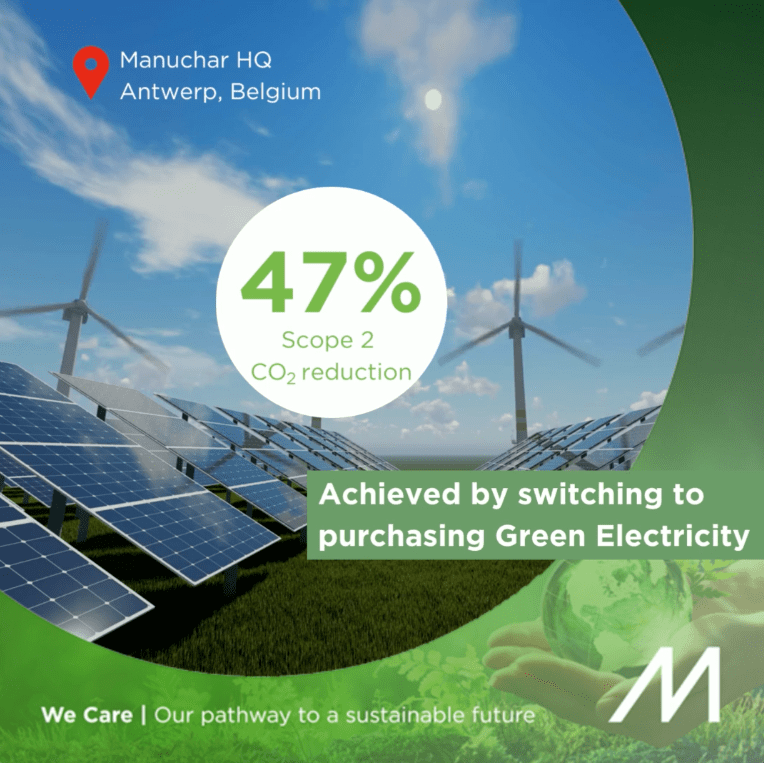 Manuchar HQ
Antwerp, Belgium
47%
Scope 2
CO₂ reduction
Achieved by switching to
purchasing Green Electricity
M
We Care | Our pathway to a sustainable future